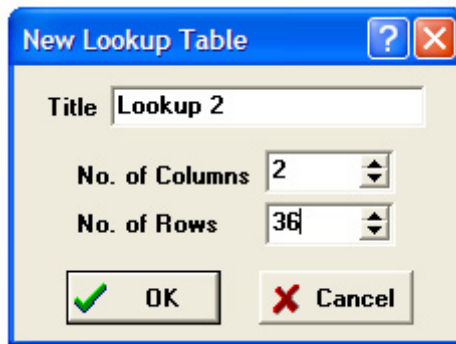 New Lookup Table
Title Lookup 2
No. of Columns 2
No. of Rows 36
OK Cancel